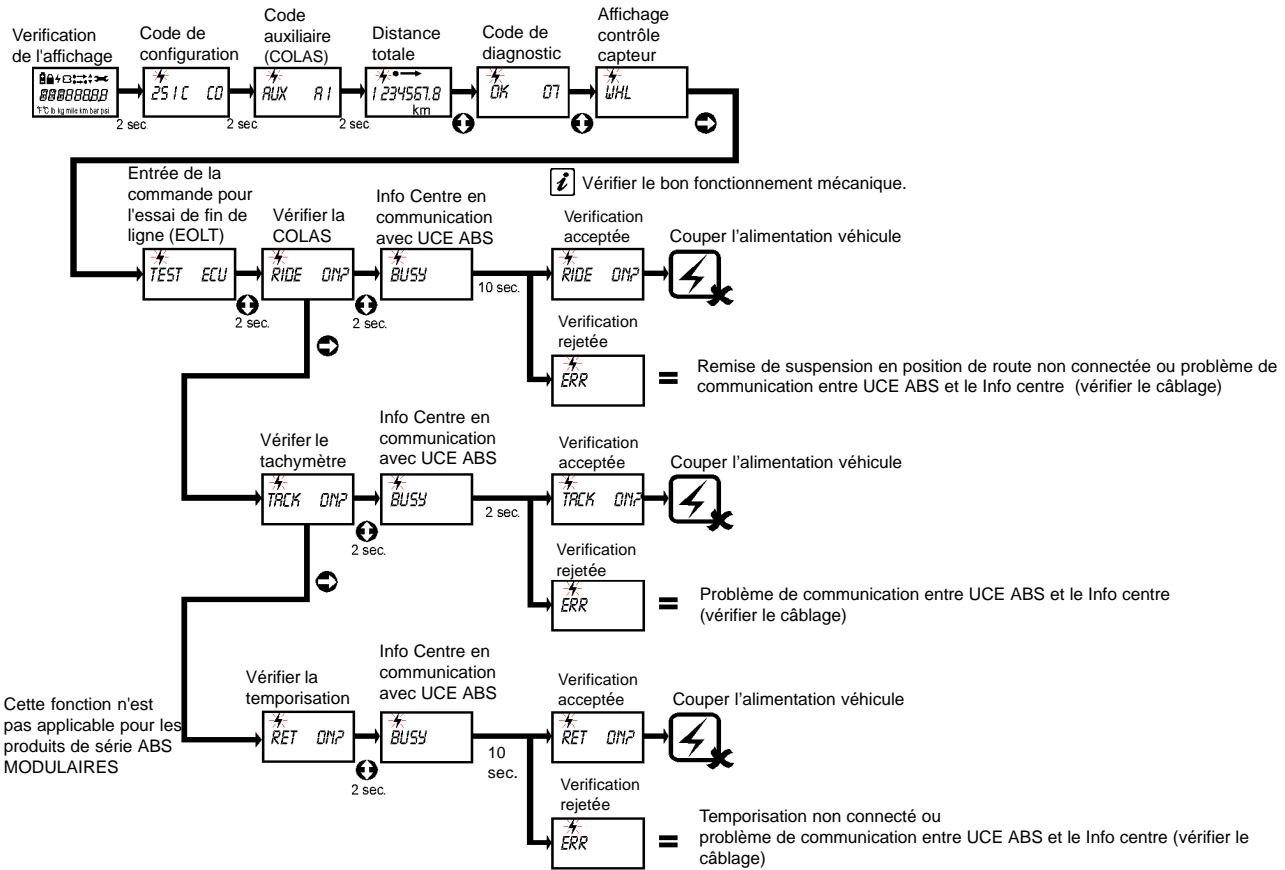 Verification
de l'affichage
Code de
configuration
Code
auxiliaire
(COLAS)
Distance
totale
Code de
diagnostic
Affichage
contrôle
capteur
88888888
°F°C lb kg mile km bar psi
2 sec.
251C C0
2 sec.
AUX A1
2 sec.
1234567.8
km
OK 07
WHL
Entrée de la
commande pour
l'essai de fin de
ligne (EOLT)
Vérifier la
COLAS
Info Centre en
communication
avec UCE ABS
i Vérifier le bon fonctionnement mécanique.
Verification
acceptée
Couper l'alimentation véhicule
TEST ECU
2 sec.
RIDE ON?
2 sec.
BUSY
10 sec.
RIDE ON?
Verification
rejetée
ERR
=
Remise de suspension en position de route non connectée ou problème de
communication entre UCE ABS et le Info centre (vérifier le câblage)
Vérifer le
tachymètre
Info Centre en
communication
avec UCE ABS
Verification
acceptée
Couper l'alimentation véhicule
TACK ON?
2 sec.
BUSY
2 sec.
TACK ON?
Verification
rejetée
ERR
=
Problème de communication entre UCE ABS et le Info centre
(vérifier le câblage)
Cette fonction n'est
pas applicable pour les
produits de série ABS
MODULAIRES
Vérifier la
temporisation
Info Centre en
communication
avec UCE ABS
Verification
acceptée
Couper l'alimentation véhicule
RET ON?
2 sec.
BUSY
10
sec.
RET ON?
Verification
rejetée
ERR
=
Temporisation non connecté ou
problème de communication entre UCE ABS et le Info centre (vérifier le
câblage)